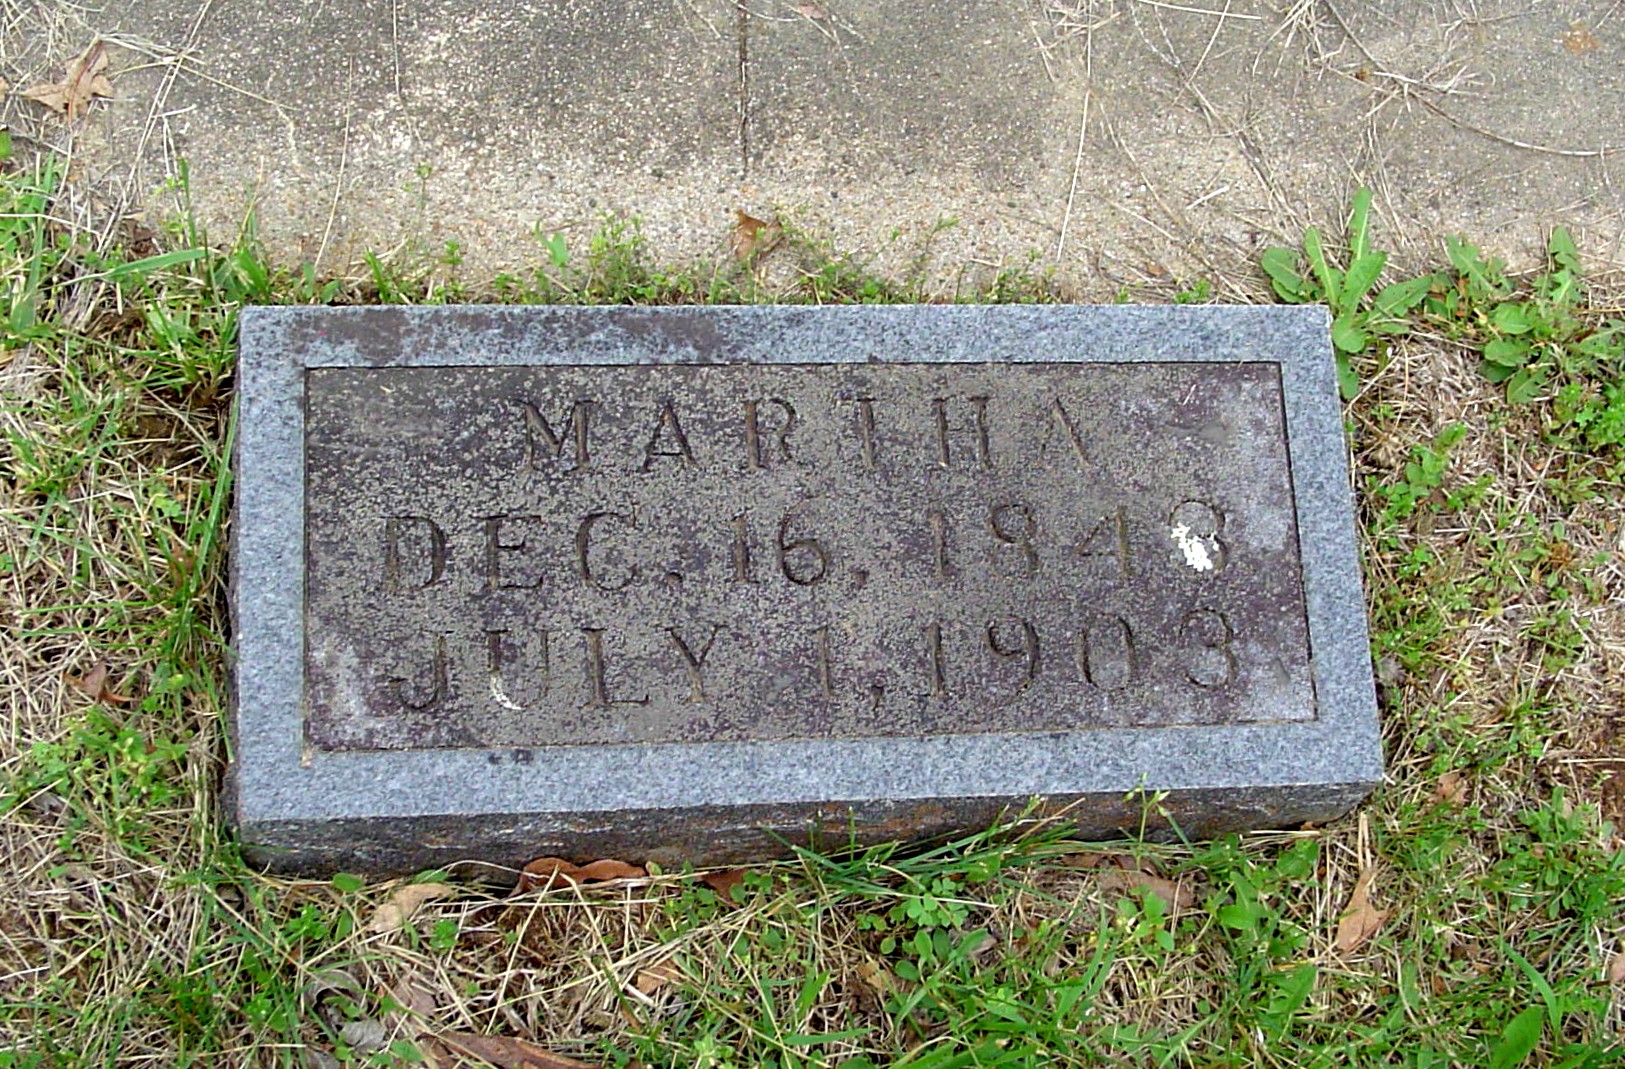 MARTHA
DEC. 16, 1848
JULY 1, 1903.